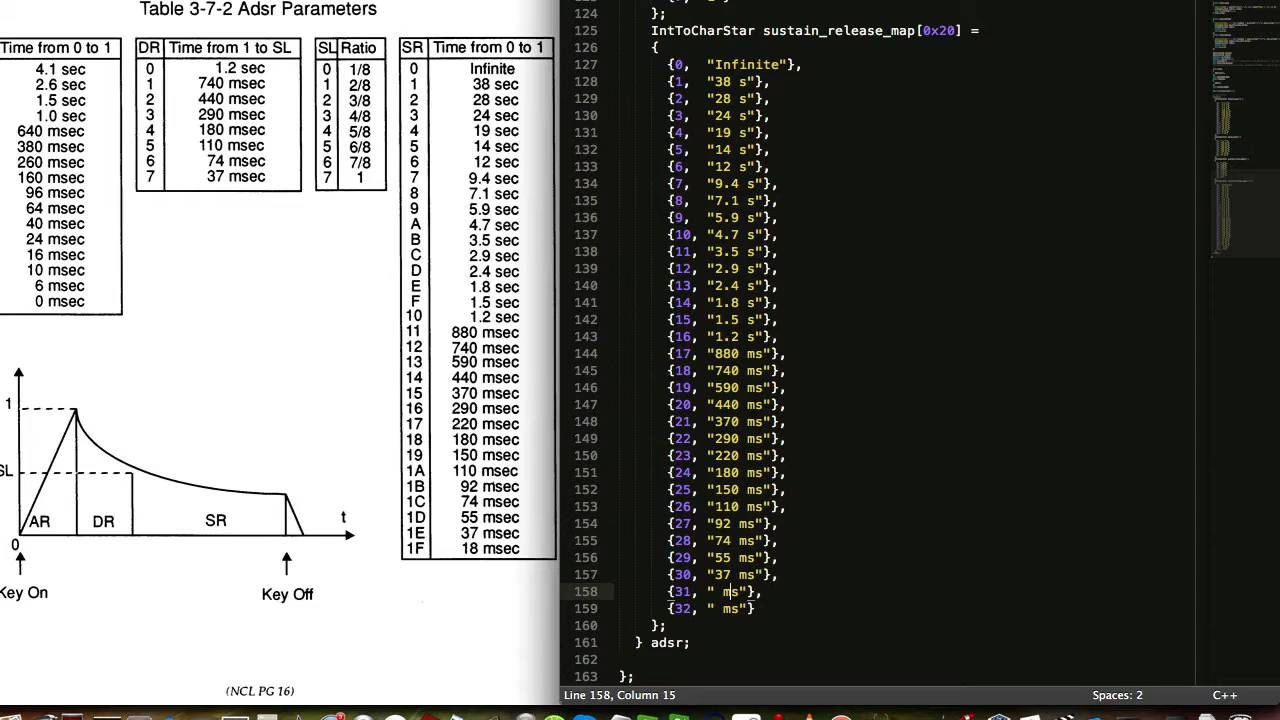 Table 3-7-2 Adsr Parameters
Time from 0 to 1
4.1 sec
2.6 sec
1.5 sec
1.0 sec
640 msec
380 msec
260 msec
160 msec
96 msec
64 msec
40 msec
24 msec
16 msec
10 msec
6 msec
0 msec
DR Time from 1 to SL
0 1.2 sec
1 740 msec
2 440 msec
3 290 msec
4 180 msec
5 110 msec
6 74 msec
7 37 msec
SL Ratio
0 1/8
1 2/8
2 3/8
3 4/8
4 5/8
5 6/8
6 7/8
7 1
SR Time from 0 to 1
0 Infinite
1 38 sec
2 28 sec
3 24 sec
4 19 sec
5 14 sec
6 12 sec
7 9.4 sec
8 7.1 sec
9 5.9 sec
A 4.7 sec
B 3.5 sec
C 2.9 sec
D 2.4 sec
E 1.8 sec
F 1.5 sec
10 1.2 sec
11 880 msec
12 740 msec
13 590 msec
14 440 msec
15 370 msec
16 290 msec
17 220 msec
18 180 msec
19 150 msec
1A 110 msec
1B 92 msec
1C 74 msec
1D 55 msec
1E 37 msec
1F 18 msec
1
SL
AR DR SR t
0
Key On Key Off
(NCL PG 16)
124 };
125 IntToCharStar sustain_release_map[0x20] =
126 {
127 {0, "Infinite"},
128 {1, "38 s"},
129 {2, "28 s"},
130 {3, "24 s"},
131 {4, "19 s"},
132 {5, "14 s"},
133 {6, "12 s"},
134 {7, "9.4 s"},
135 {8, "7.1 s"},
136 {9, "5.9 s"},
137 {10, "4.7 s"},
138 {11, "3.5 s"},
139 {12, "2.9 s"},
140 {13, "2.4 s"},
141 {14, "1.8 s"},
142 {15, "1.5 s"},
143 {16, "1.2 s"},
144 {17, "880 ms"},
145 {18, "740 ms"},
146 {19, "590 ms"},
147 {20, "440 ms"},
148 {21, "370 ms"},
149 {22, "290 ms"},
150 {23, "220 ms"},
151 {24, "180 ms"},
152 {25, "150 ms"},
153 {26, "110 ms"},
154 {27, "92 ms"},
155 {28, "74 ms"},
156 {29, "55 ms"},
157 {30, "37 ms"},
158 {31, " ms"},
159 {32, " ms"}
160 };
161 } adsr;
162
163 };
Line 158, Column 15 Spaces: 2 C++